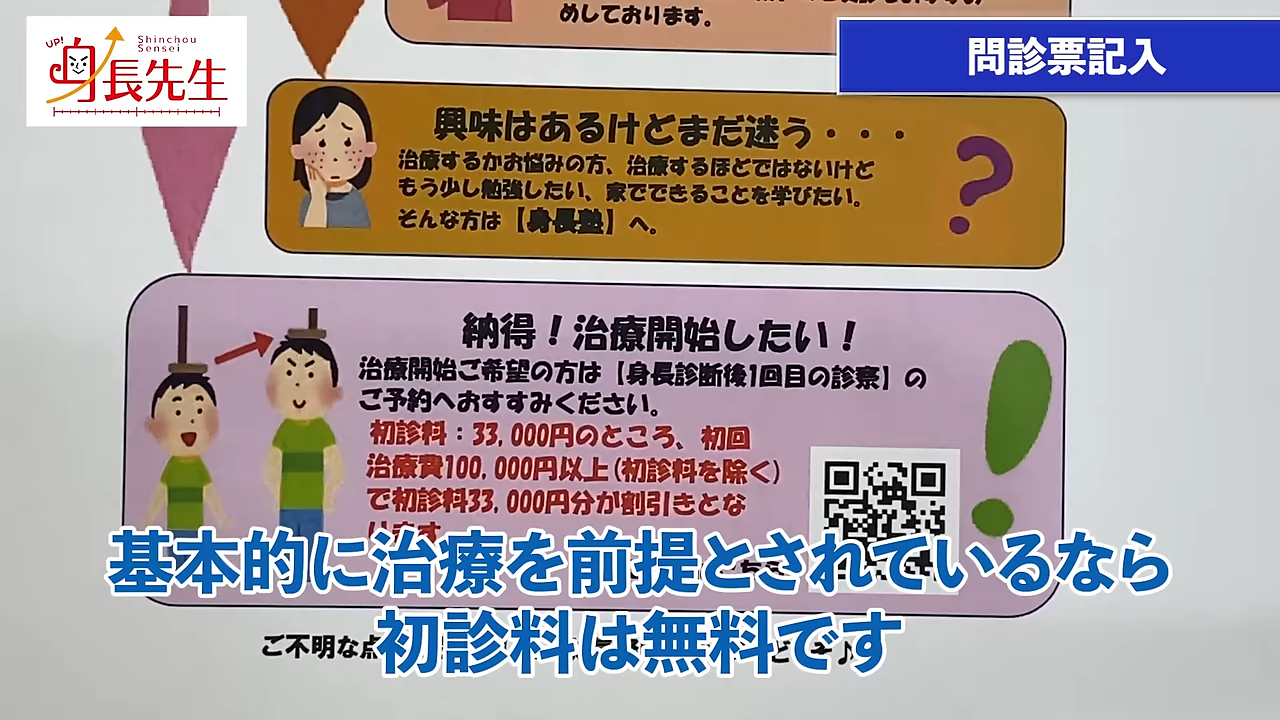 めしております。
UP!
Shinchou
Sensei
身長先生
問診票記入
興味はあるけどまだ迷う・・・
治療するかお悩みの方、治療するほどではないけど
もう少し勉強したい、家でできることを学びたい。
そんな方は【身長塾】へ。
?
納得!治療開始したい!
治療開始ご希望の方は【身長診断後1回目の診察】の
ご予約へおすすみください。
初診料:33,000円のところ、初回
治療費100,000円以上(初診料を除く)
で初診料33,000円分が割引きとな
ります
!
基本的に治療を前提とされているなら
初診料は無料です
ご不明な点